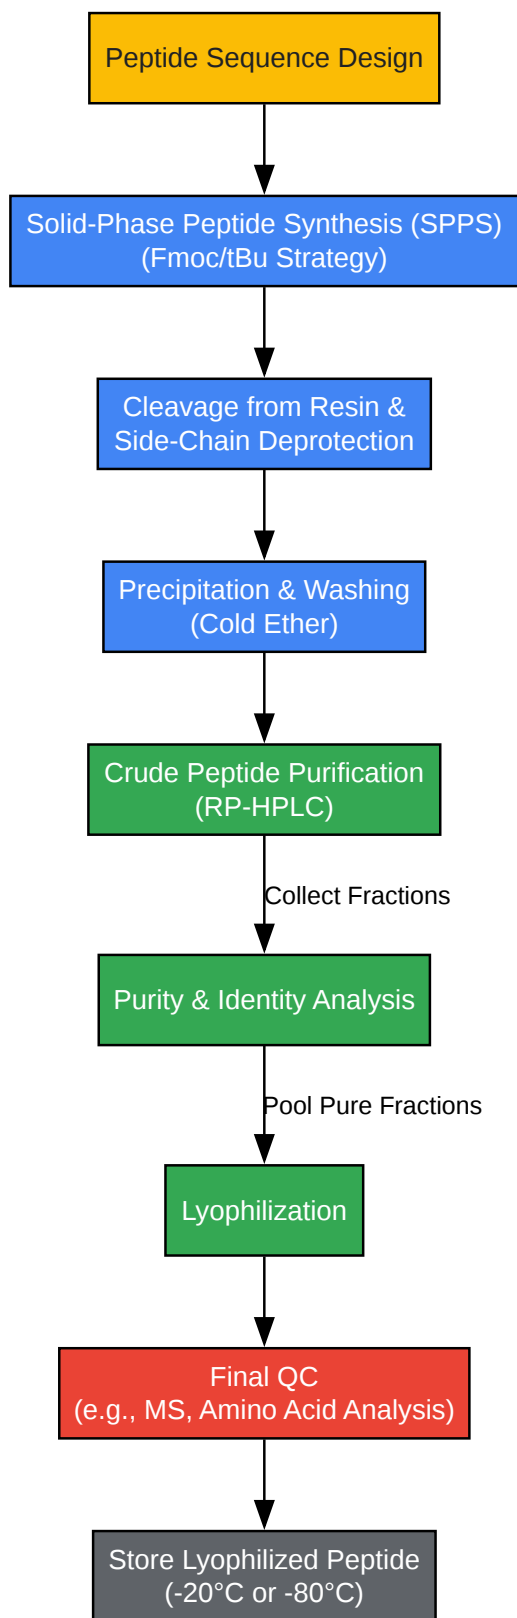 Peptide Sequence Design
Solid-Phase Peptide Synthesis (SPPS)
(Fmoc/tBu Strategy)
Cleavage from Resin &
Side-Chain Deprotection
Precipitation & Washing
(Cold Ether)
Crude Peptide Purification
(RP-HPLC)
Collect Fractions
Purity & Identity Analysis
Pool Pure Fractions
Lyophilization
Final QC
(e.g., MS, Amino Acid Analysis)
Store Lyophilized Peptide
(-20°C or -80°C)